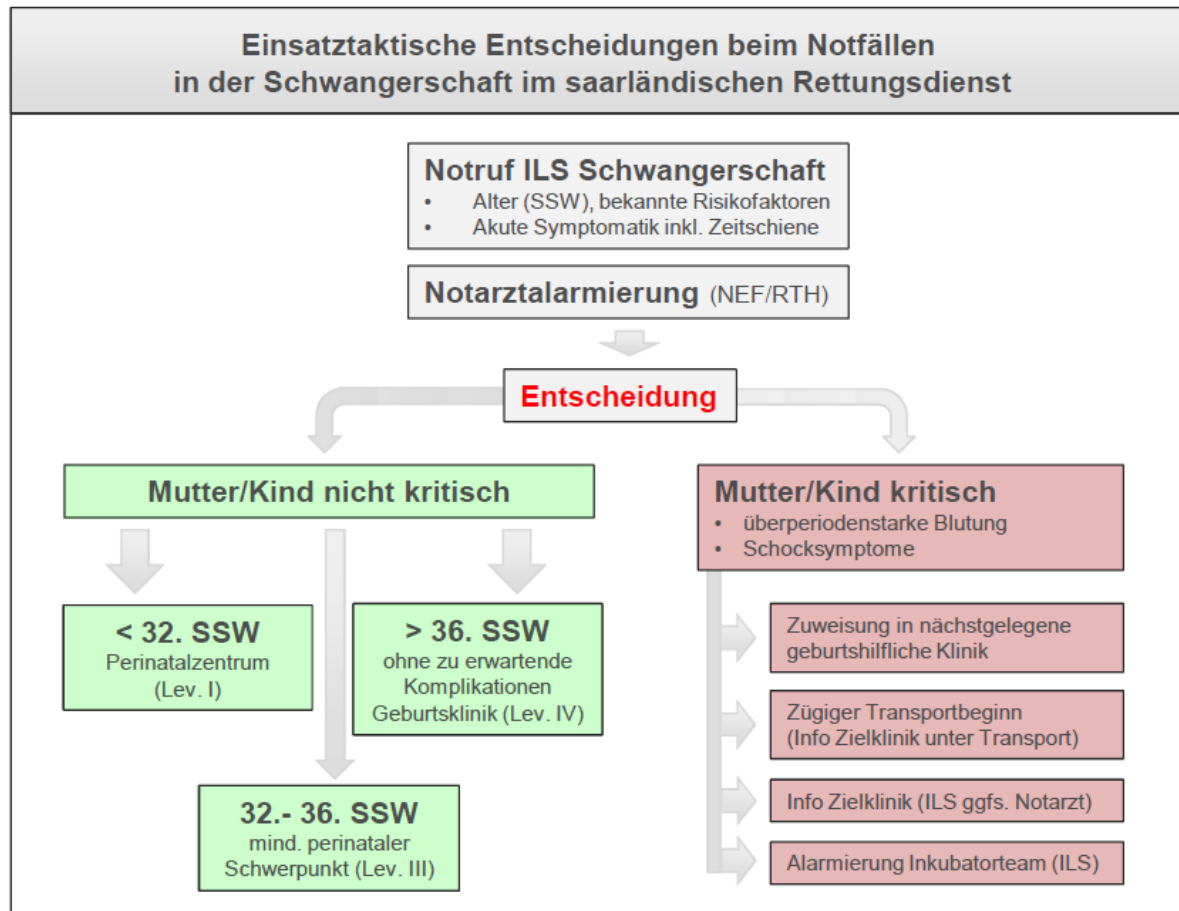 Einsatztaktische Entscheidungen beim Notfällen
in der Schwangerschaft im saarländischen Rettungsdienst
Notruf ILS Schwangerschaft
• Alter (SSW), bekannte Risikofaktoren
• Akute Symptomatik inkl. Zeitschiene
Notarztalarmierung (NEF/RTH)
Entscheidung
Mutter/Kind nicht kritisch
< 32. SSW
Perinatalzentrum
(Lev. I)
> 36. SSW
ohne zu erwartende
Komplikationen
Geburtsklinik (Lev. IV)
32.- 36. SSW
mind. perinataler
Schwerpunkt (Lev. III)
Mutter/Kind kritisch
• überperiodenstarke Blutung
• Schocksymptome
Zuweisung in nächstgelegene
geburtshilfliche Klinik
Zügiger Transportbeginn
(Info Zielklinik unter Transport)
Info Zielklinik (ILS ggfs. Notarzt)
Alarmierung Inkubatorteam (ILS)